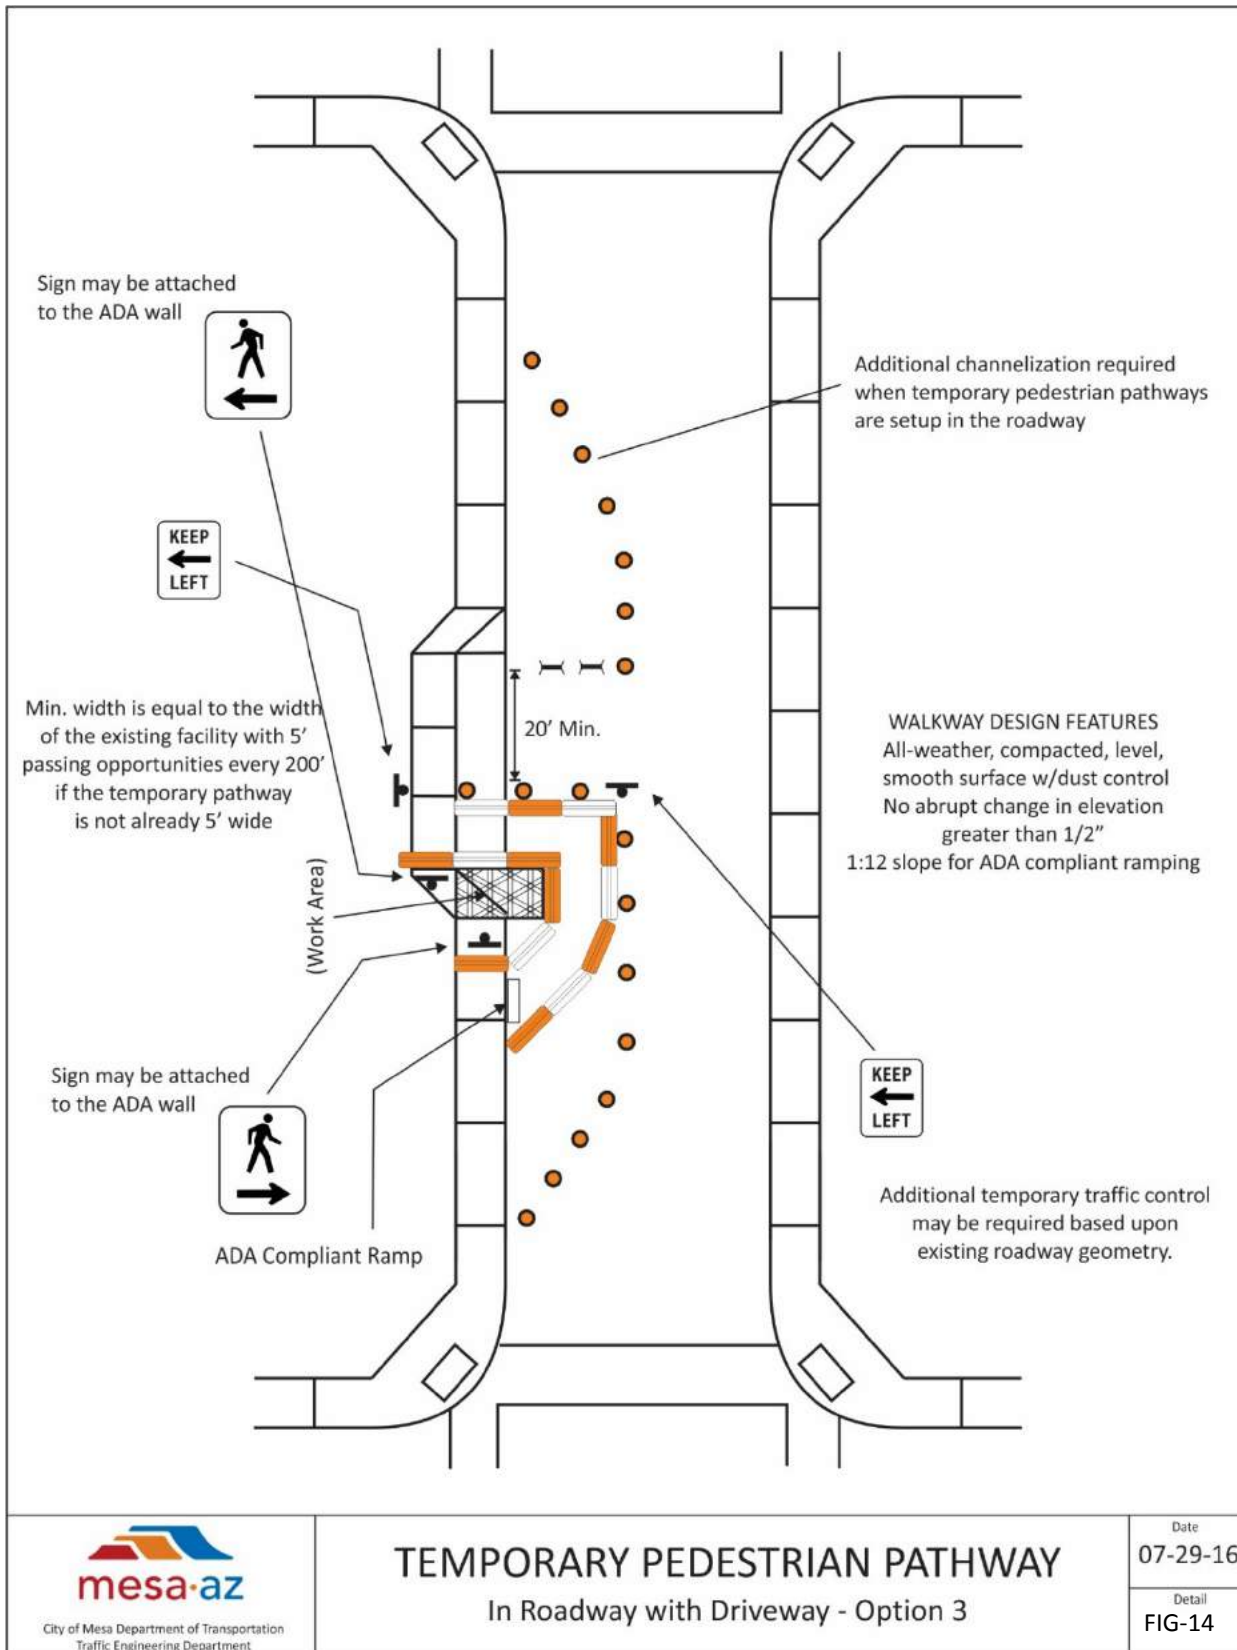 Sign may be attached
to the ADA wall
KEEP
LEFT
Additional channelization required
when temporary pedestrian pathways
are setup in the roadway
Min. width is equal to the width
of the existing facility with 5'
passing opportunities every 200'
if the temporary pathway
is not already 5' wide
20' Min.
WALKWAY DESIGN FEATURES
All-weather, compacted, level,
smooth surface w/dust control
No abrupt change in elevation
greater than 1/2"
1:12 slope for ADA compliant ramping
(Work Area)
Sign may be attached
to the ADA wall
ADA Compliant Ramp
KEEP
LEFT
Additional temporary traffic control
may be required based upon
existing roadway geometry.
mesa·az
City of Mesa Department of Transportation
Traffic Engineering Department
TEMPORARY PEDESTRIAN PATHWAY
In Roadway with Driveway - Option 3
Date
07-29-16
Detail
FIG-14